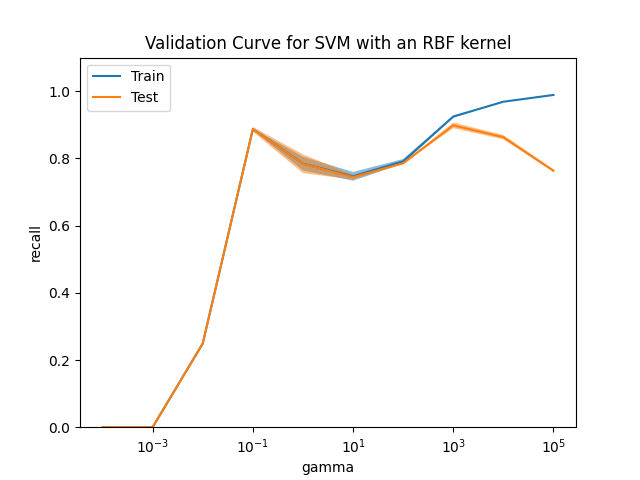 Validation Curve for SVM with an RBF kernel
Train
Test
1.0
0.8
0.6
0.4
0.2
0.0
recall
10⁻³ 10⁻¹ 10¹ 10³ 10⁵
gamma